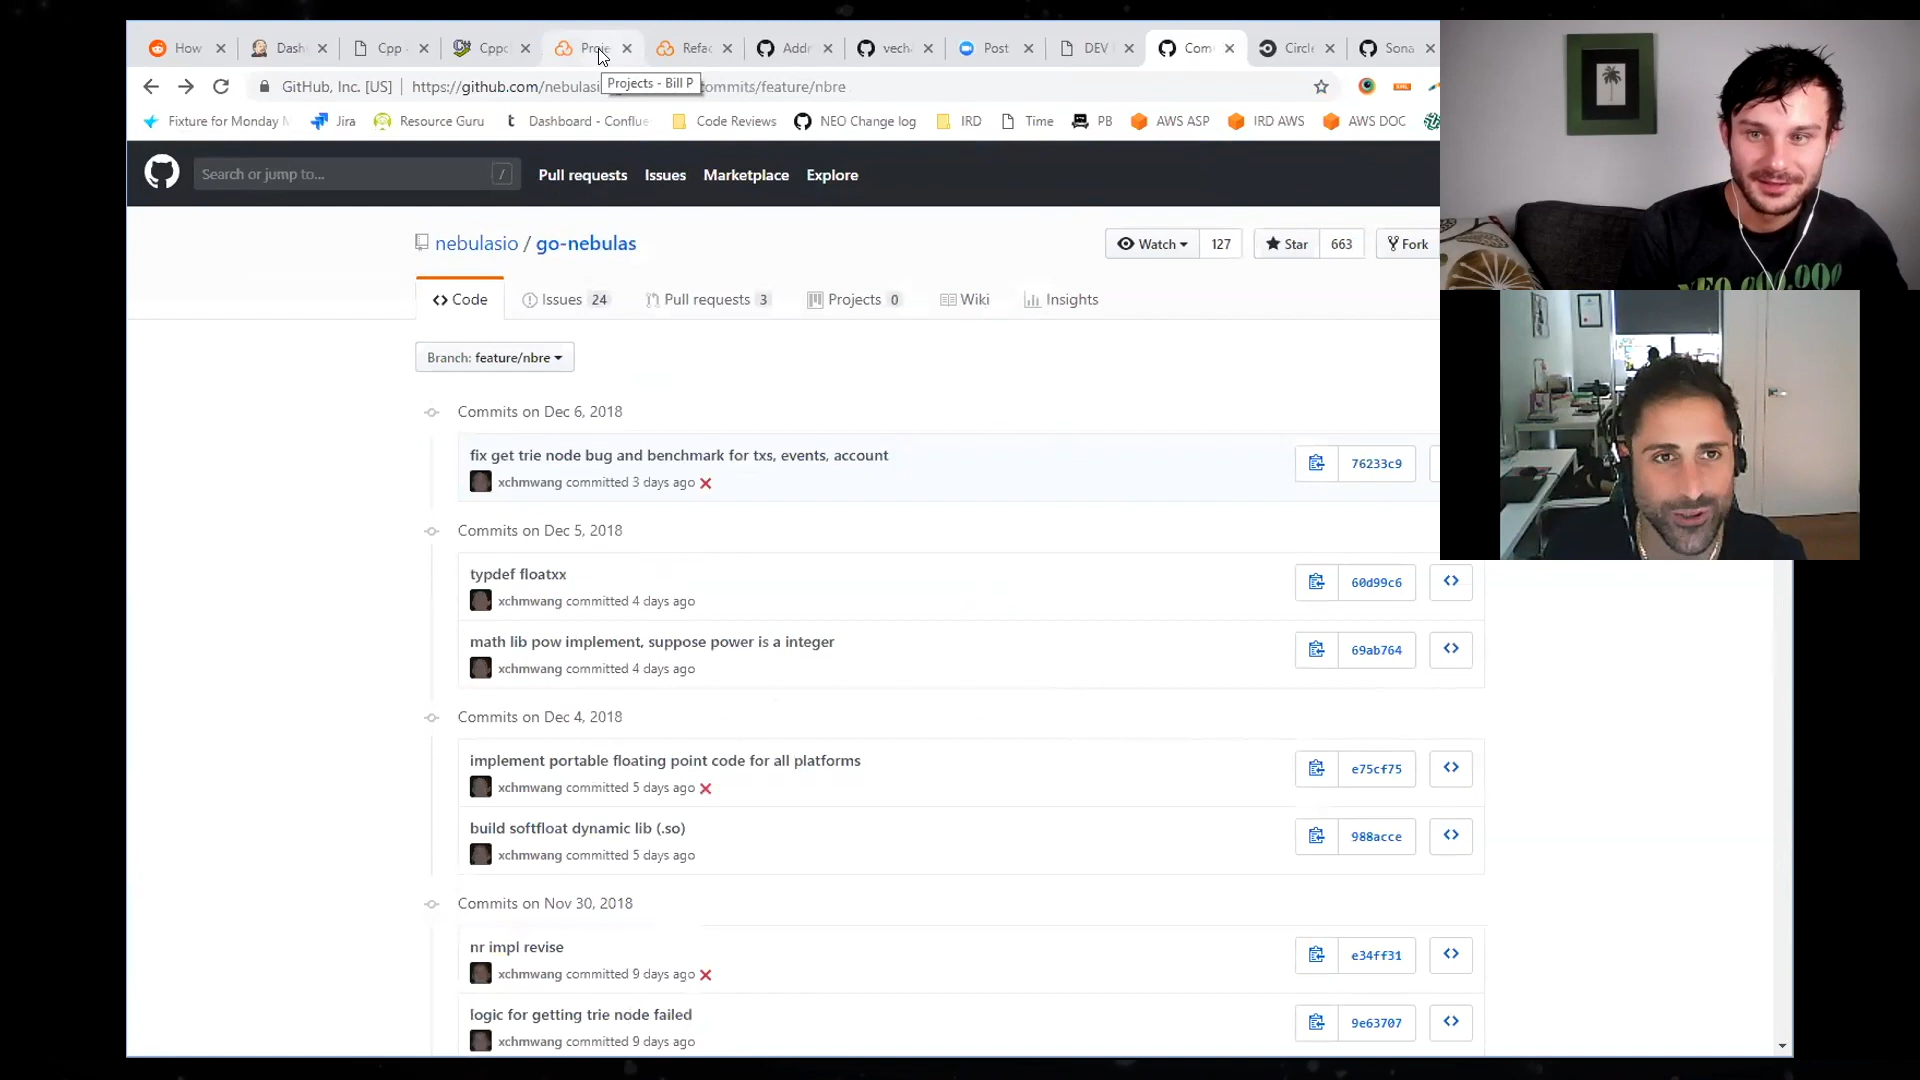 How
Dash
Cpp
Cppc
Proje
Refac
Addr
vech
Post
DEV
Com
Circle
Sona
GitHub, Inc. [US]
https://github.com/nebulasi
ommits/feature/nbre
Projects - Bill P
Fixture for Monday
Jira
Resource Guru
Dashboard - Conflue
Code Reviews
NEO Change log
IRD
Time
PB
AWS ASP
IRD AWS
AWS DOC
Search or jump to...
/
Pull requests
Issues
Marketplace
Explore
nebulasio / go-nebulas
Watch 127
Star 663
Fork
Code
Issues 24
Pull requests 3
Projects 0
Wiki
Insights
Branch: feature/nbre
Commits on Dec 6, 2018
fix get trie node bug and benchmark for txs, events, account
76233c9
xchmwang committed 3 days ago
Commits on Dec 5, 2018
typdef floatxx
60d99c6
xchmwang committed 4 days ago
math lib pow implement, suppose power is a integer
69ab764
xchmwang committed 4 days ago
Commits on Dec 4, 2018
implement portable floating point code for all platforms
e75cf75
xchmwang committed 5 days ago
build softfloat dynamic lib (.so)
988acce
xchmwang committed 5 days ago
Commits on Nov 30, 2018
nr impl revise
e34ff31
xchmwang committed 9 days ago
logic for getting trie node failed
9e63707
xchmwang committed 9 days ago